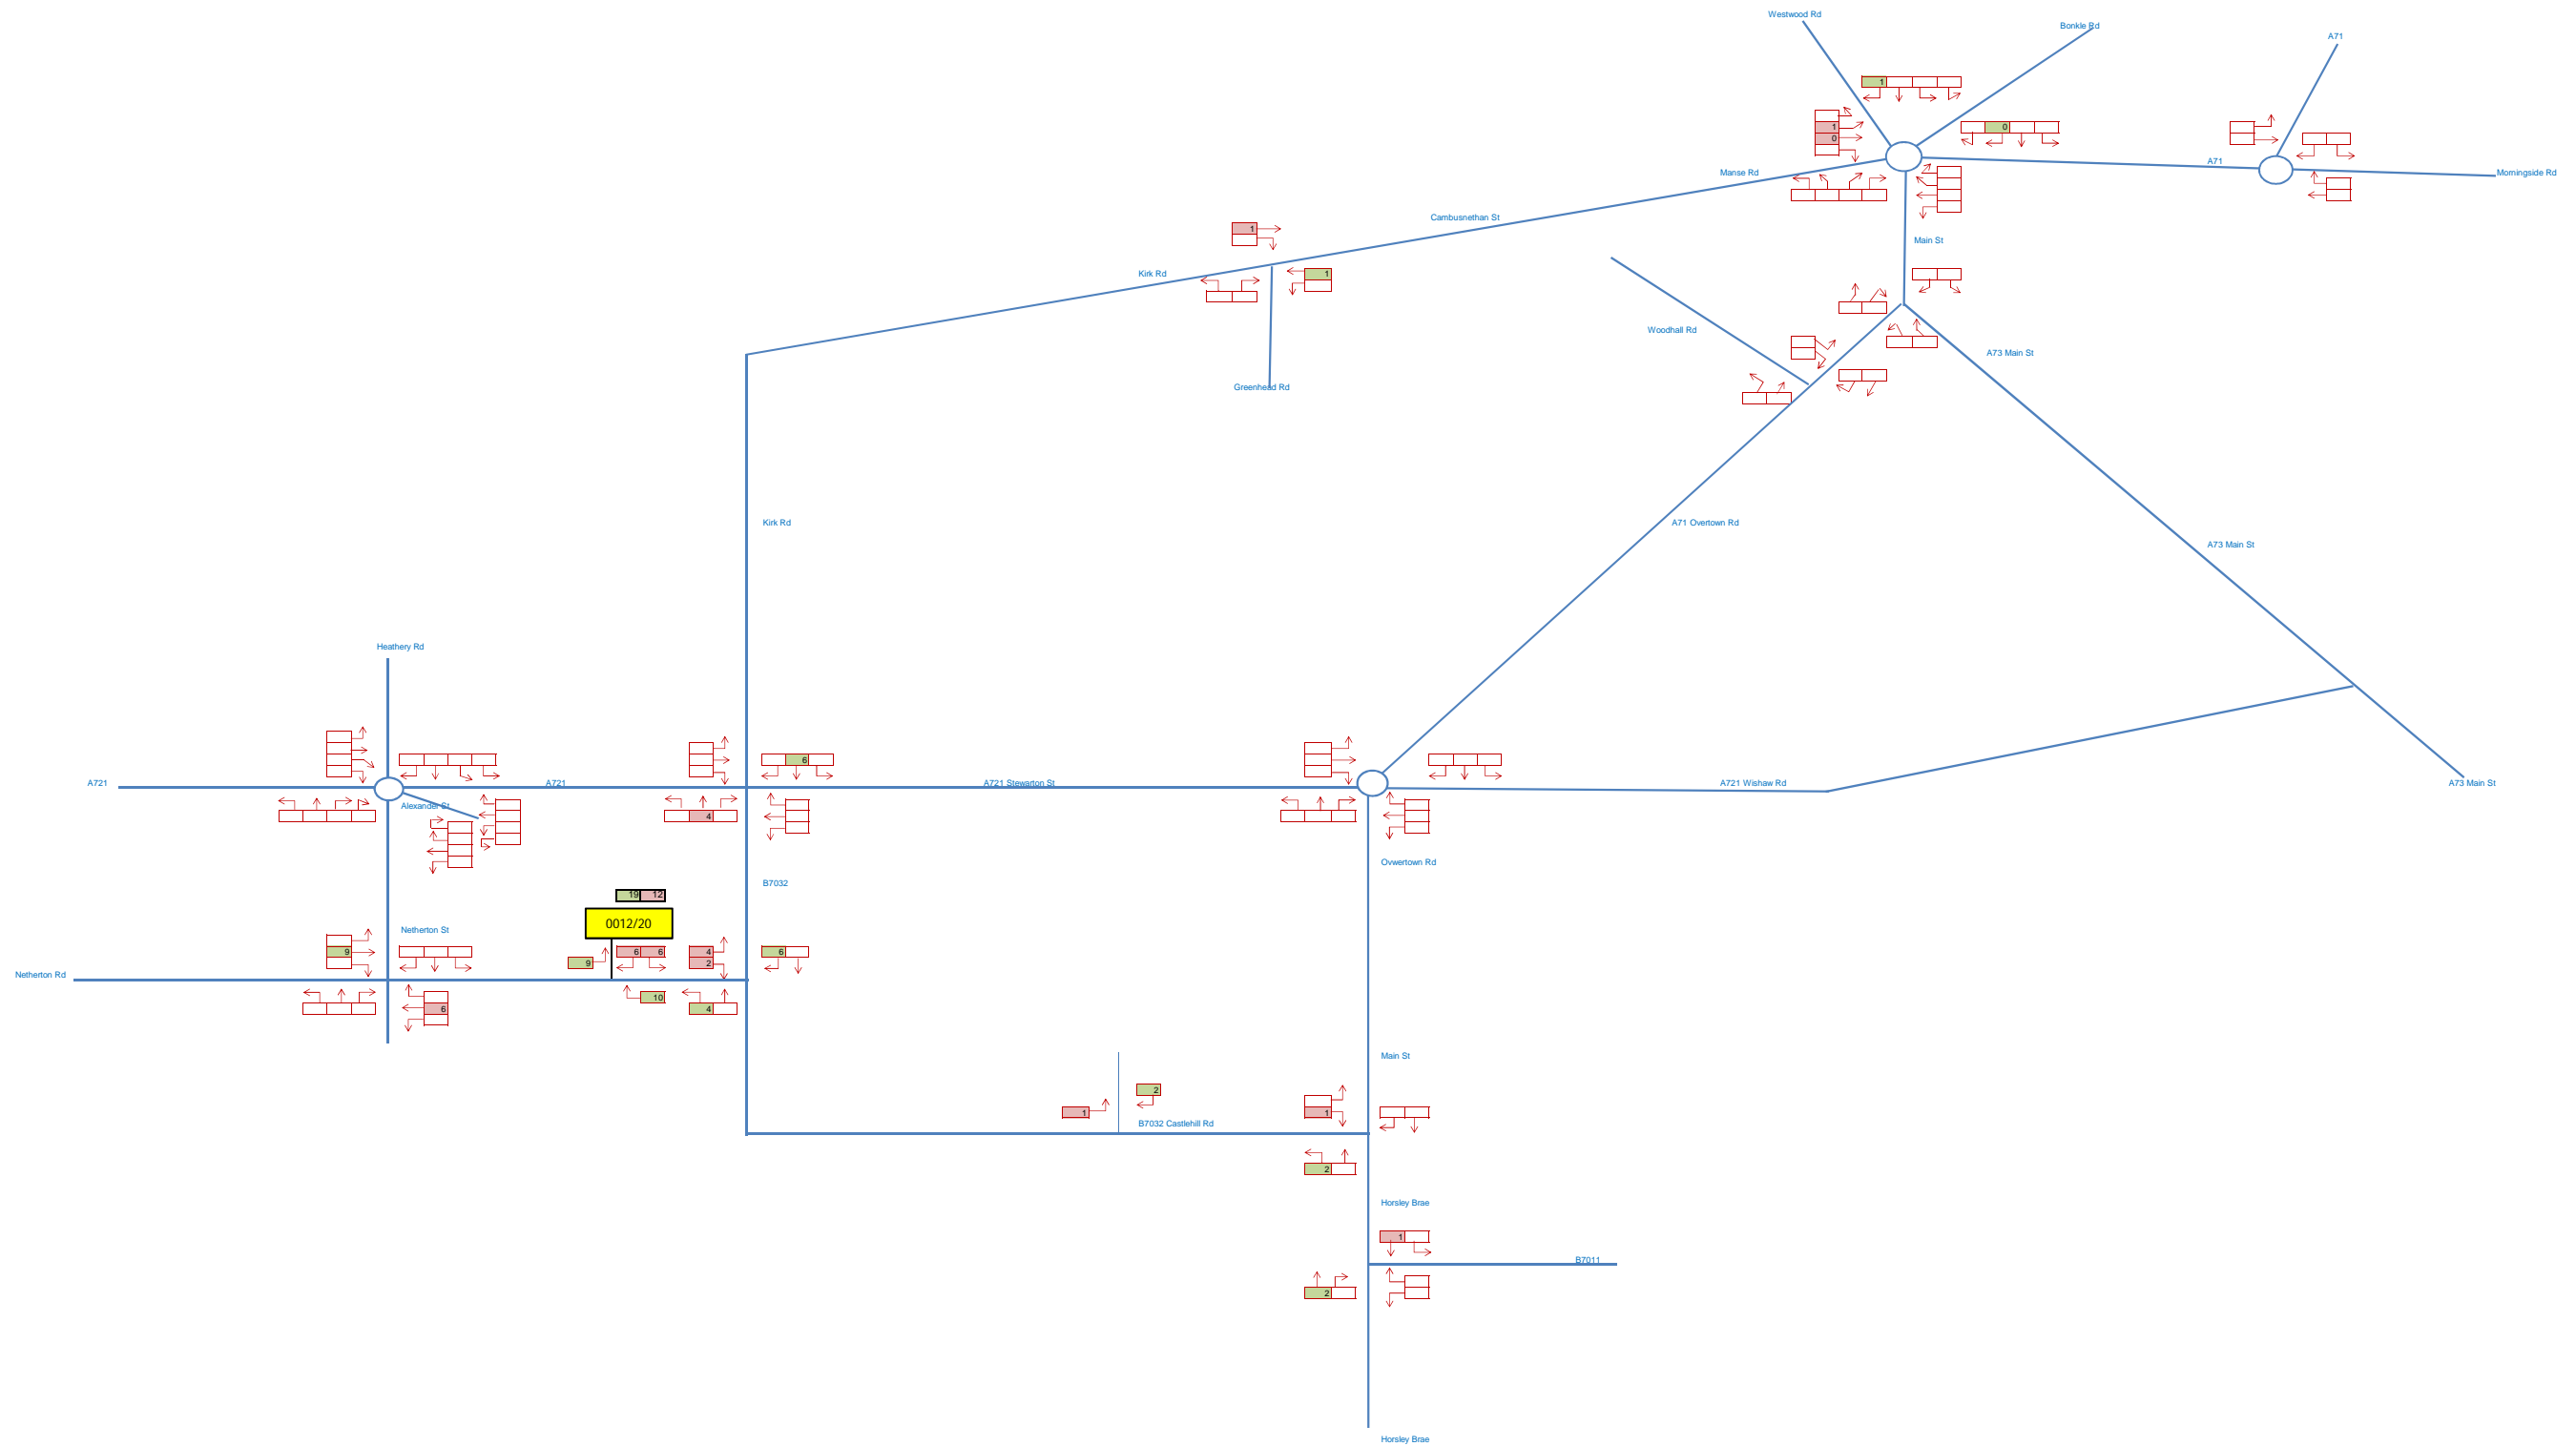 Westwood Rd
Bonkle Rd
A71
1
1
0
0
A71
Manse Rd
Morningside Rd
Cambusnethan St
1
Main St
Kirk Rd
1
Woodhall Rd
A73 Main St
Greenhead Rd
Kirk Rd
A71 Overtown Rd
A73 Main St
Heathery Rd
6
A721
A721
A721 Stewarton St
A721 Wishaw Rd
A73 Main St
Alexander St
4
Ovwertown Rd
B7032
19 12
0012/20
Netherton St
9
6 6
4
6
9
2
Netherton Rd
10
6
4
Main St
2
1
1
B7032 Castlehill Rd
2
Horsley Brae
1
B7011
2
Horsley Brae